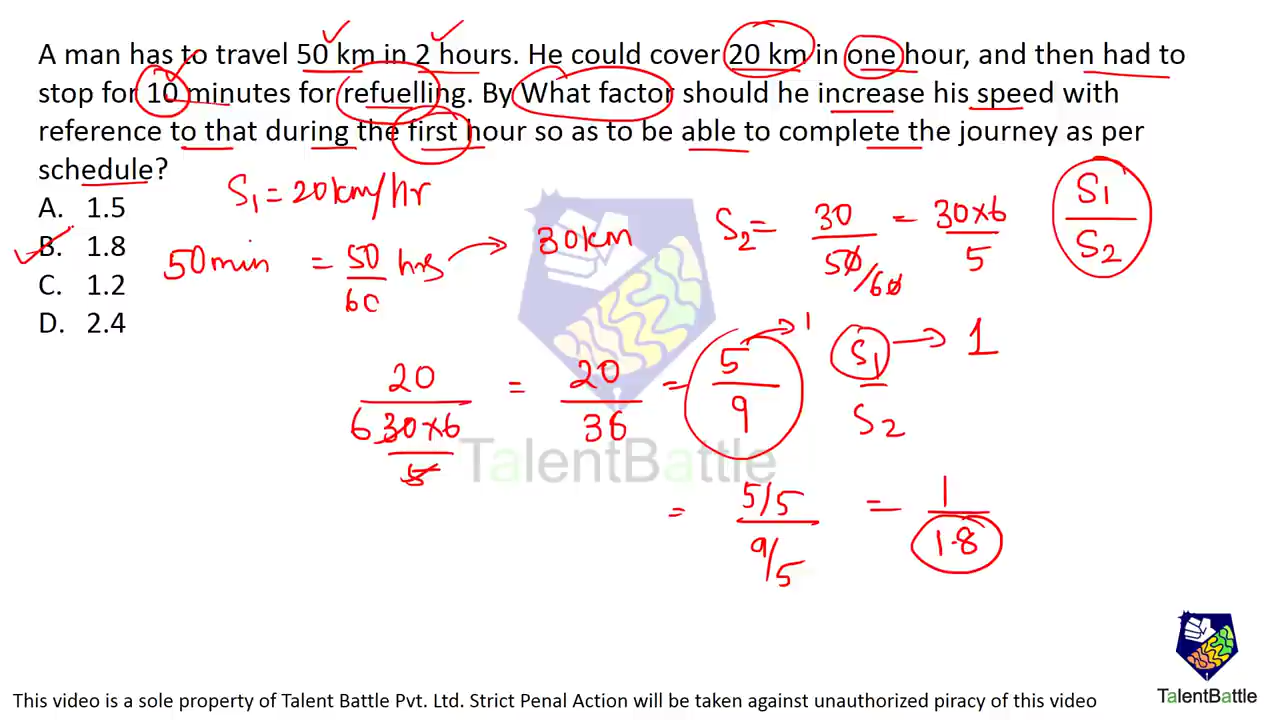 A man has to travel 50 km in 2 hours. He could cover 20 km in one hour, and then had to
stop for 10 minutes for refuelling. By What factor should he increase his speed with
reference to that during the first hour so as to be able to complete the journey as per
schedule?
A. 1.5
B. 1.8
C. 1.2
D. 2.4
S1 = 20km/hr
50min = 50/60 hrs → 30km
S2 = 30/50/60 = 30x6/5
S1/S2
20/6 30x6/5 = 20/36 = 5/9 → 1
S1/S2 → 1
= 5/5/9/5 = 1/1.8
TalentBattle
TalentBattle
This video is a sole property of Talent Battle Pvt. Ltd. Strict Penal Action will be taken against unauthorized piracy of this video